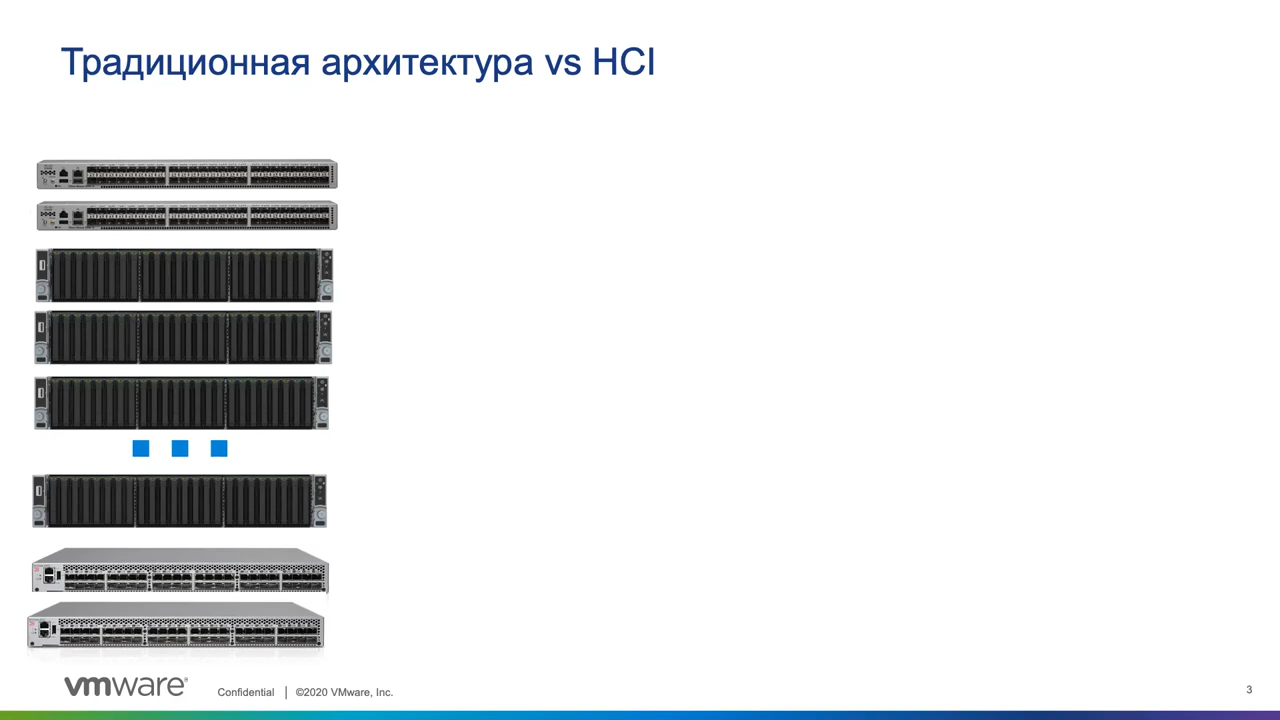 Традиционная архитектура vs HCI
vmware®
Confidential | ©2020 VMware, Inc.
3